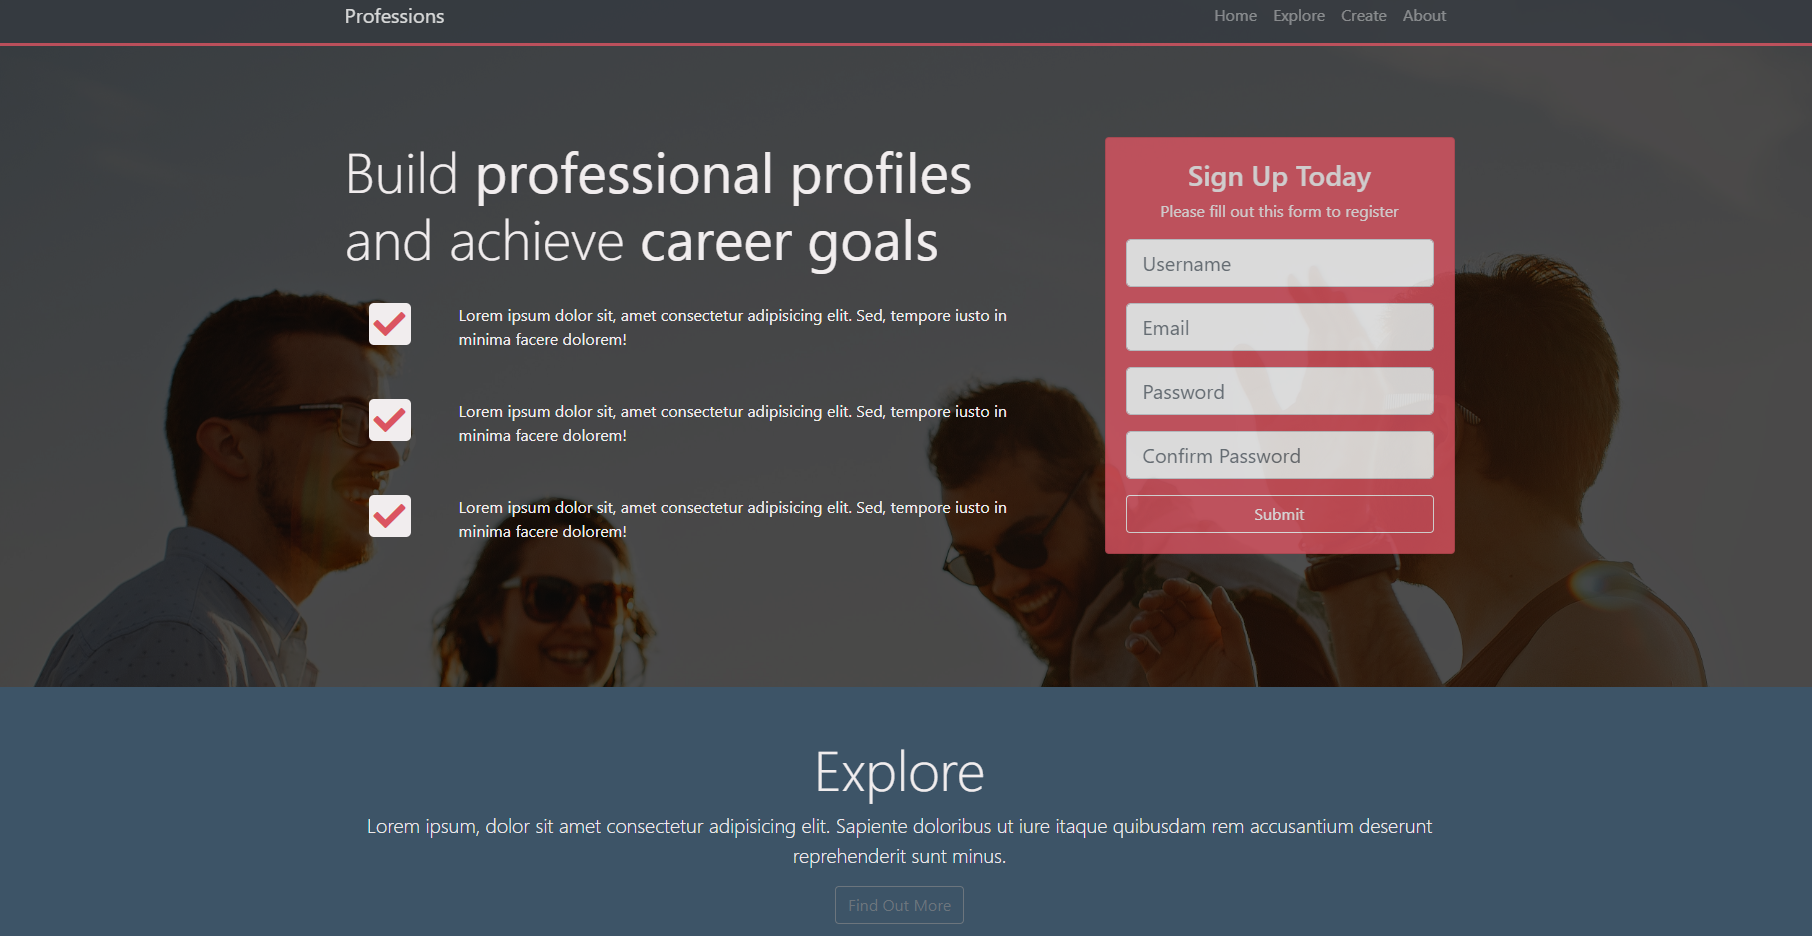 Professions
Home Explore Create About
Build professional profiles
and achieve career goals
Lorem ipsum dolor sit, amet consectetur adipisicing elit. Sed, tempore iusto in
minima facere dolorem!
Lorem ipsum dolor sit, amet consectetur adipisicing elit. Sed, tempore iusto in
minima facere dolorem!
Lorem ipsum dolor sit, amet consectetur adipisicing elit. Sed, tempore iusto in
minima facere dolorem!
Sign Up Today
Please fill out this form to register
Username
Email
Password
Confirm Password
Submit
Explore
Lorem ipsum, dolor sit amet consectetur adipisicing elit. Sapiente doloribus ut iure itaque quibusdam rem accusantium deserunt
reprehenderit sunt minus.
Find Out More